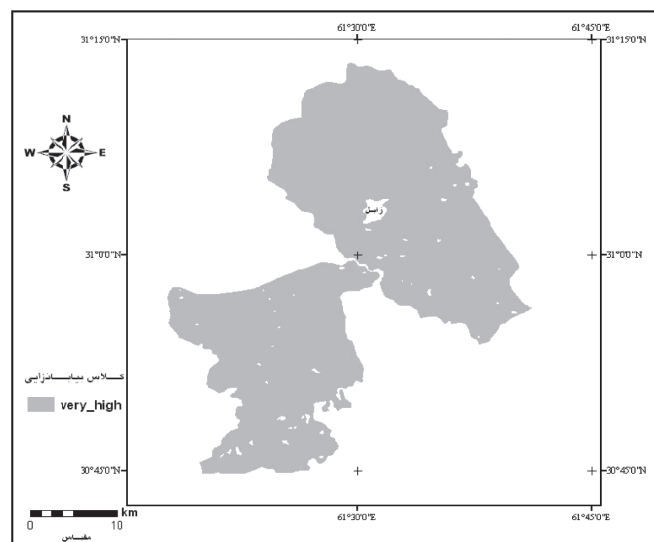 61°30'0"E 61°45'0"E
31°15'0"N 31°15'0"N
N
W E
S
زابل
31°0'0"N 31°0'0"N
کلاس بیابانزایی
very_high
30°45'0"N 30°45'0"N
km
0 10
مقیاس
61°30'0"E 61°45'0"E